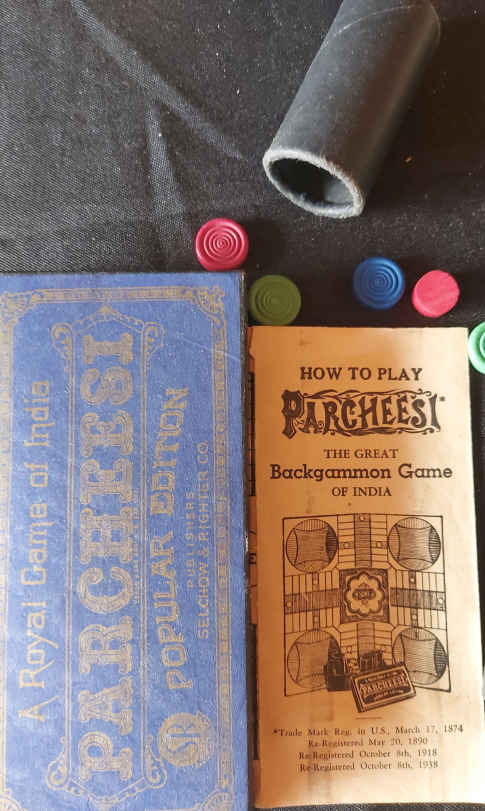 A Royal Game of India
PARCHEESI
POPULAR EDITION
PUBLISHERS
SELCHOW & RIGHTER CO.
HOW TO PLAY
PARCHEESI*
THE GREAT
Backgammon Game
OF INDIA
PARCHEESI
*Trade Mark Reg. in U.S., March 17, 1874
Re-Registered May 20, 1890
Re-Registered October 8th, 1918
Re-Registered October 8th, 1938